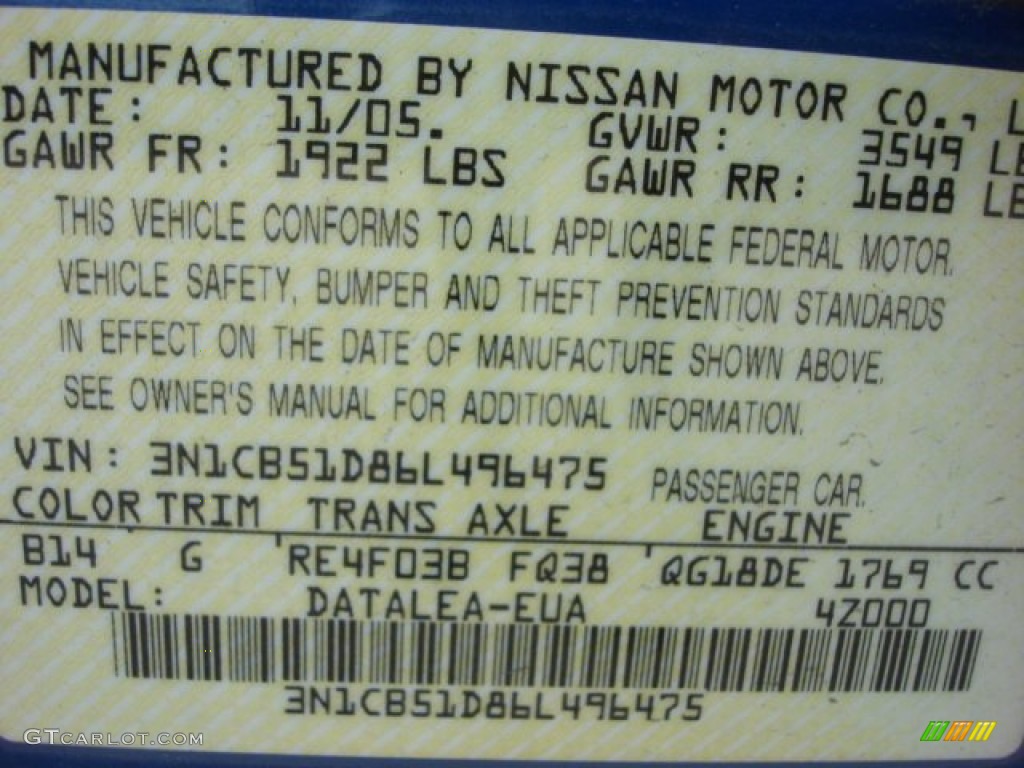 MANUFACTURED BY NISSAN MOTOR CO., L
DATE: 11/05. GVWR: 3549 LB
GAWR FR: 1922 LBS GAWR RR: 1688 LB
THIS VEHICLE CONFORMS TO ALL APPLICABLE FEDERAL MOTOR.
VEHICLE SAFETY, BUMPER AND THEFT PREVENTION STANDARDS
IN EFFECT ON THE DATE OF MANUFACTURE SHOWN ABOVE.
SEE OWNER'S MANUAL FOR ADDITIONAL INFORMATION.
VIN: 3N1CB51D86L496475 PASSENGER CAR.
COLOR TRIM TRANS AXLE ENGINE
B14 G RE4F03B FQ38 QG18DE 1769 CC
MODEL: DATALEA-EUA 4Z000
3N1CB51D86L496475
GTCARLOT.COM